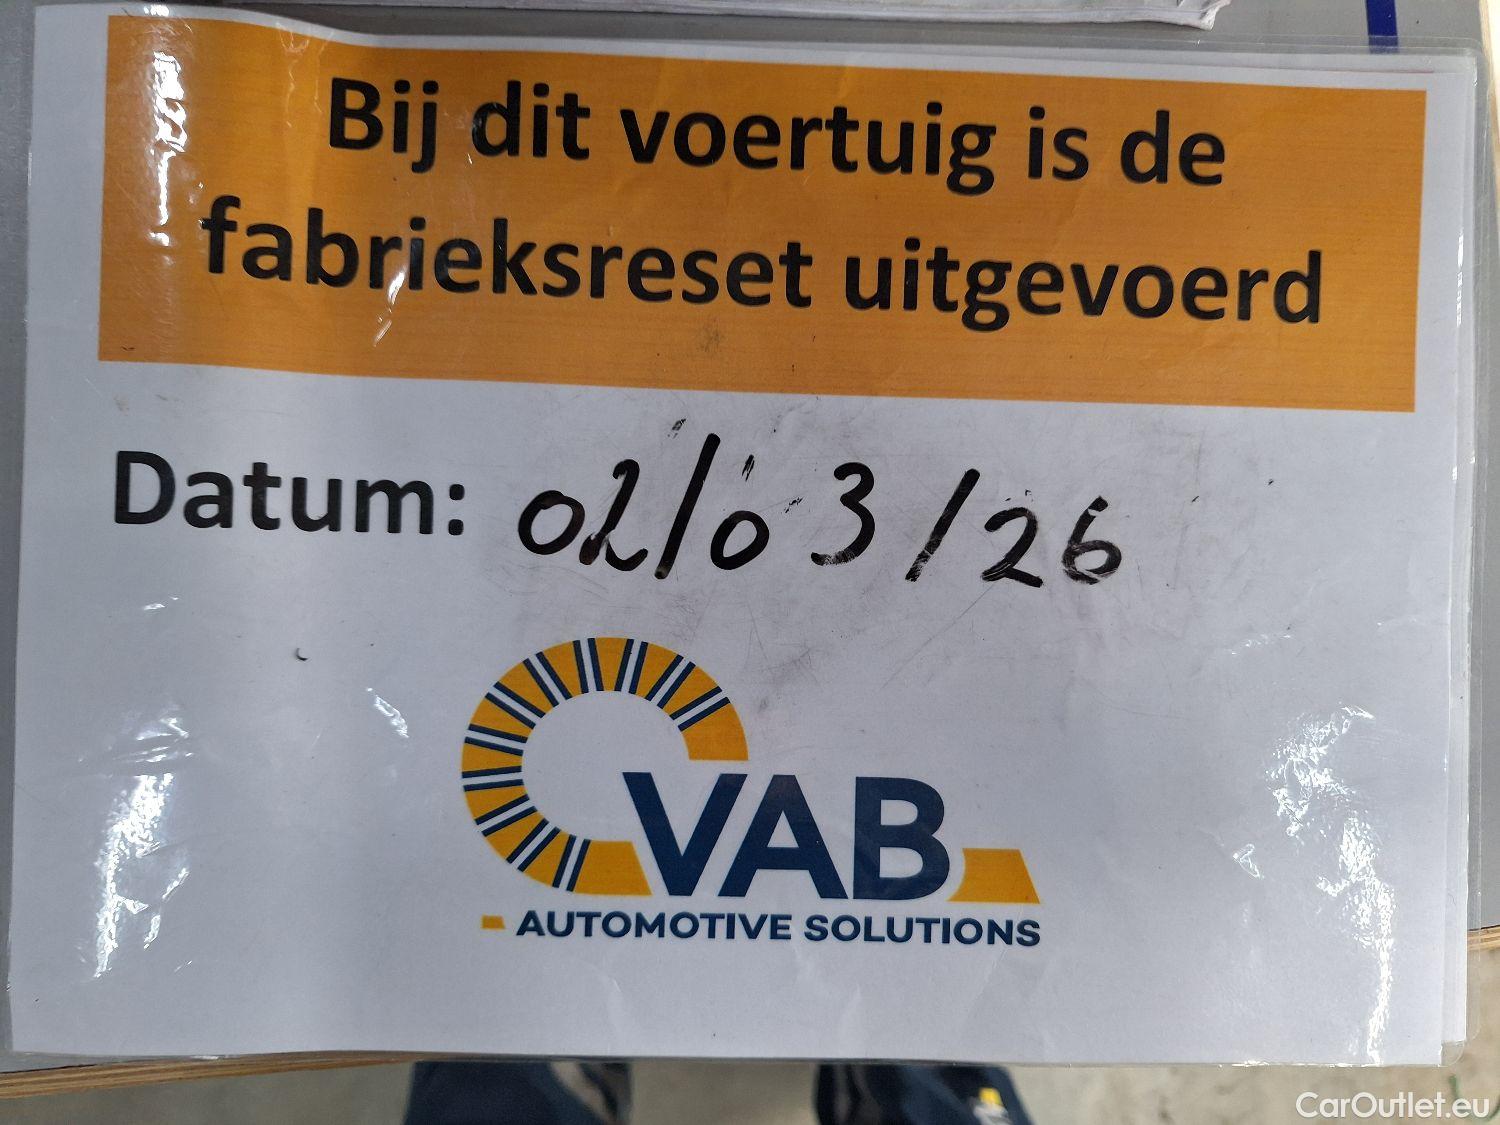 Bij dit voertuig is de
fabrieksreset uitgevoerd
Datum: 02/03/26
VAB
AUTOMOTIVE SOLUTIONS
CarOutlet.eu